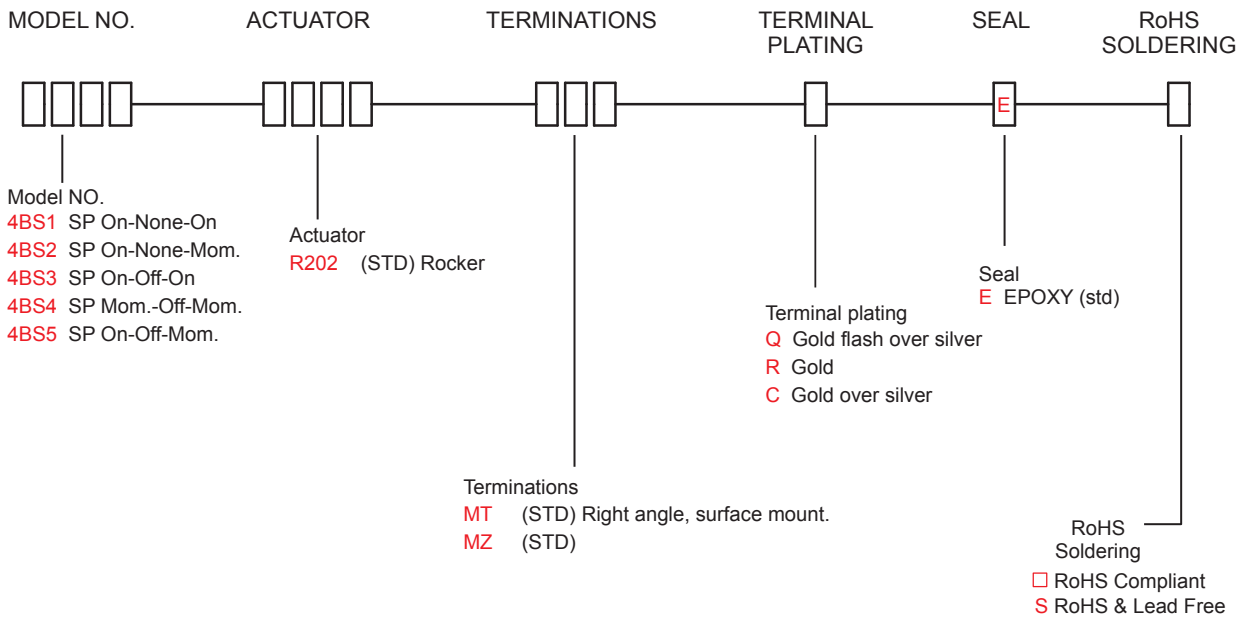 MODEL NO. ACTUATOR TERMINATIONS TERMINAL PLATING SEAL RoHS SOLDERING
E
Model NO.
4BS1 SP On-None-On
4BS2 SP On-None-Mom.
4BS3 SP On-Off-On
4BS4 SP Mom.-Off-Mom.
4BS5 SP On-Off-Mom.
Actuator
R202 (STD) Rocker
Terminations
MT (STD) Right angle, surface mount.
MZ (STD)
Terminal plating
Q Gold flash over silver
R Gold
C Gold over silver
Seal
E EPOXY (std)
RoHS
Soldering
□ RoHS Compliant
S RoHS & Lead Free